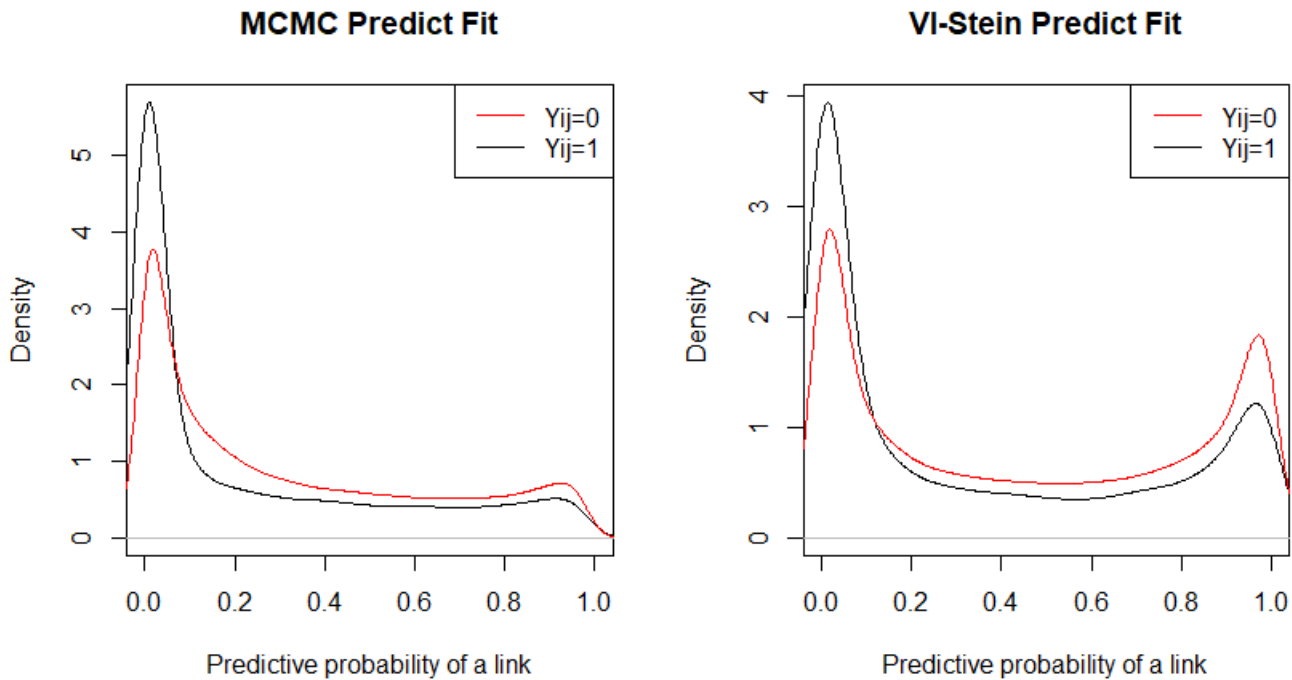 MCMC Predict Fit
Yij=0
Yij=1
Density
0
1
2
3
4
5
0.0 0.2 0.4 0.6 0.8 1.0
Predictive probability of a link
VI-Stein Predict Fit
Yij=0
Yij=1
Density
0
1
2
3
4
0.0 0.2 0.4 0.6 0.8 1.0
Predictive probability of a link